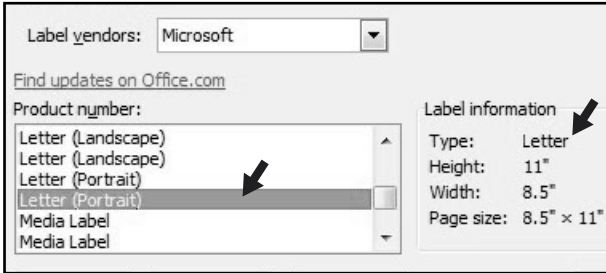 Label vendors: Microsoft
Find updates on Office.com
Product number:
Letter (Landscape)
Letter (Landscape)
Letter (Portrait)
Letter (Portrait)
Media Label
Media Label
Label information
Type: Letter
Height: 11"
Width: 8.5"
Page size: 8.5" × 11"